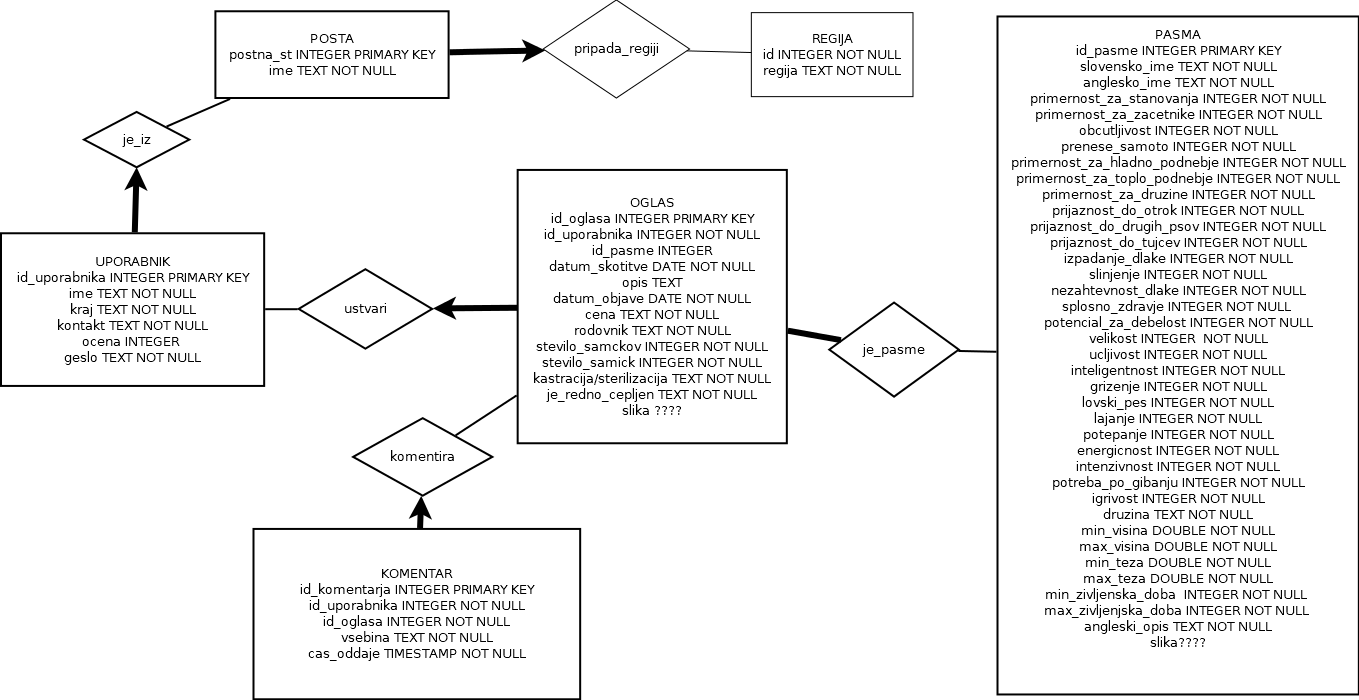 POSTA
postna_st INTEGER PRIMARY KEY
ime TEXT NOT NULL
pripada_regiji
REGIJA
id INTEGER NOT NULL
regija TEXT NOT NULL
je_iz
UPORABNIK
id_uporabnika INTEGER PRIMARY KEY
ime TEXT NOT NULL
kraj TEXT NOT NULL
kontakt TEXT NOT NULL
ocena INTEGER
geslo TEXT NOT NULL
ustvari
OGLAS
id_oglasa INTEGER PRIMARY KEY
id_uporabnika INTEGER NOT NULL
id_pasme INTEGER
datum_skotitve DATE NOT NULL
opis TEXT
datum_objave DATE NOT NULL
cena TEXT NOT NULL
rodovnik TEXT NOT NULL
stevilo_samckov INTEGER NOT NULL
stevilo_samick INTEGER NOT NULL
kastracija/sterilizacija TEXT NOT NULL
je_redno_cepljen TEXT NOT NULL
slika ????
je_pasme
komentira
KOMENTAR
id_komentarja INTEGER PRIMARY KEY
id_uporabnika INTEGER NOT NULL
id_oglasa INTEGER NOT NULL
vsebina TEXT NOT NULL
cas_oddaje TIMESTAMP NOT NULL
PASMA
id_pasme INTEGER PRIMARY KEY
slovensko_ime TEXT NOT NULL
anglesko_ime TEXT NOT NULL
primernost_za_stanovanja INTEGER NOT NULL
primernost_za_zacetnike INTEGER NOT NULL
obcutljivost INTEGER NOT NULL
prenese_samoto INTEGER NOT NULL
primernost_za_hladno_podnebje INTEGER NOT NULL
primernost_za_toplo_podnebje INTEGER NOT NULL
primernost_za_druzine INTEGER NOT NULL
prijaznost_do_otrok INTEGER NOT NULL
prijaznost_do_drugih_psov INTEGER NOT NULL
prijaznost_do_tujcev INTEGER NOT NULL
izpadanje_dlake INTEGER NOT NULL
slinjenje INTEGER NOT NULL
nezahtevnost_dlake INTEGER NOT NULL
splosno_zdravje INTEGER NOT NULL
potencial_za_debelost INTEGER NOT NULL
velikost INTEGER  NOT NULL
ucljivost INTEGER NOT NULL
inteligentnost INTEGER NOT NULL
grizenje INTEGER NOT NULL
lovski_pes INTEGER NOT NULL
lajanje INTEGER NOT NULL
potepanje INTEGER NOT NULL
energicnost INTEGER NOT NULL
intenzivnost INTEGER NOT NULL
potreba_po_gibanju INTEGER NOT NULL
igrivost INTEGER NOT NULL
druzina TEXT NOT NULL
min_visina DOUBLE NOT NULL
max_visina DOUBLE NOT NULL
min_teza DOUBLE NOT NULL
max_teza DOUBLE NOT NULL
min_zivljenska_doba  INTEGER NOT NULL
max_zivljenjska_doba INTEGER NOT NULL
angleski_opis TEXT NOT NULL
slika????